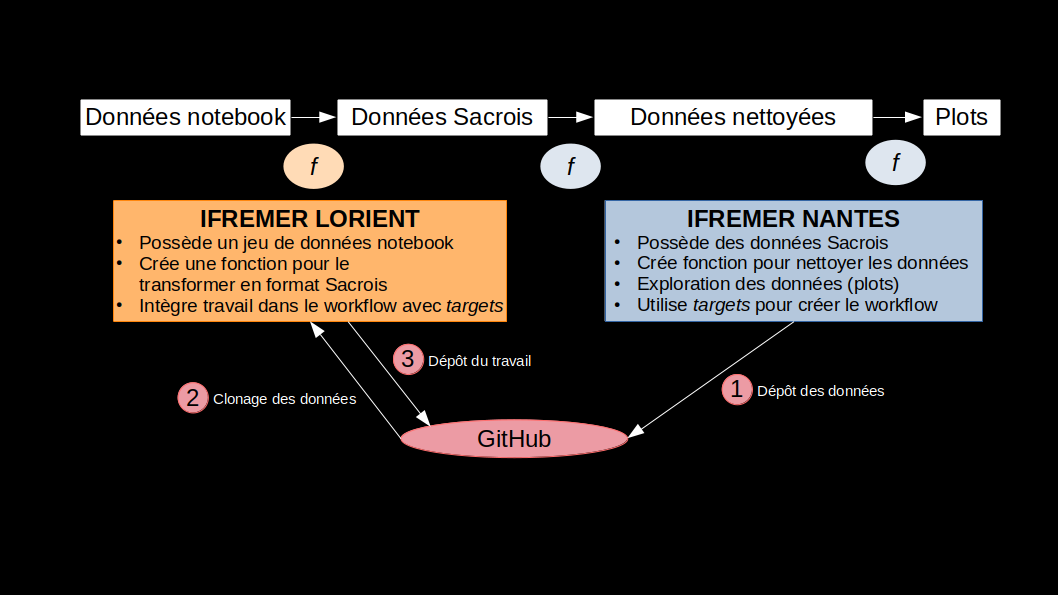 Données notebook
Données Sacrois
Données nettoyées
Plots
f
f
f
IFREMER LORIENT
• Possède un jeu de données notebook
• Crée une fonction pour le
transformer en format Sacrois
• Intègre travail dans le workflow avec targets
IFREMER NANTES
• Possède des données Sacrois
• Crée fonction pour nettoyer les données
• Exploration des données (plots)
• Utilise targets pour créer le workflow
3 Dépôt du travail
2 Clonage des données
1 Dépôt des données
GitHub